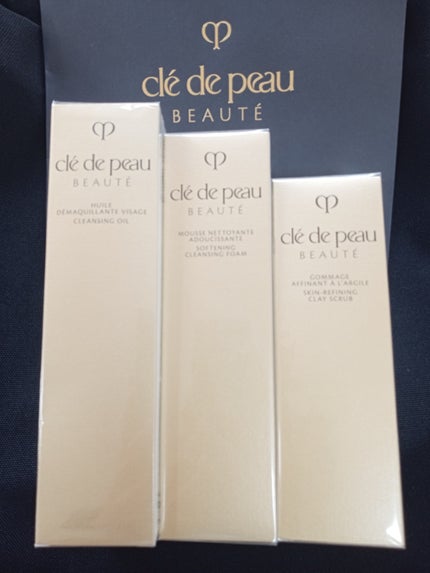 clé de peau
BEAUTÉ
clé de peau
BEAUTÉ
HUILE
DÉMAQUILLANTE VISAGE
CLEANSING OIL
clé de peau
BEAUTÉ
MOUSSE NETTOYANTE
ADOUCISSANTE
SOFTENING
CLEANSING FOAM
clé de peau
BEAUTÉ
GOMMAGE
AFFINANT À L'ARGILE
SKIN-REFINING
CLAY SCRUB